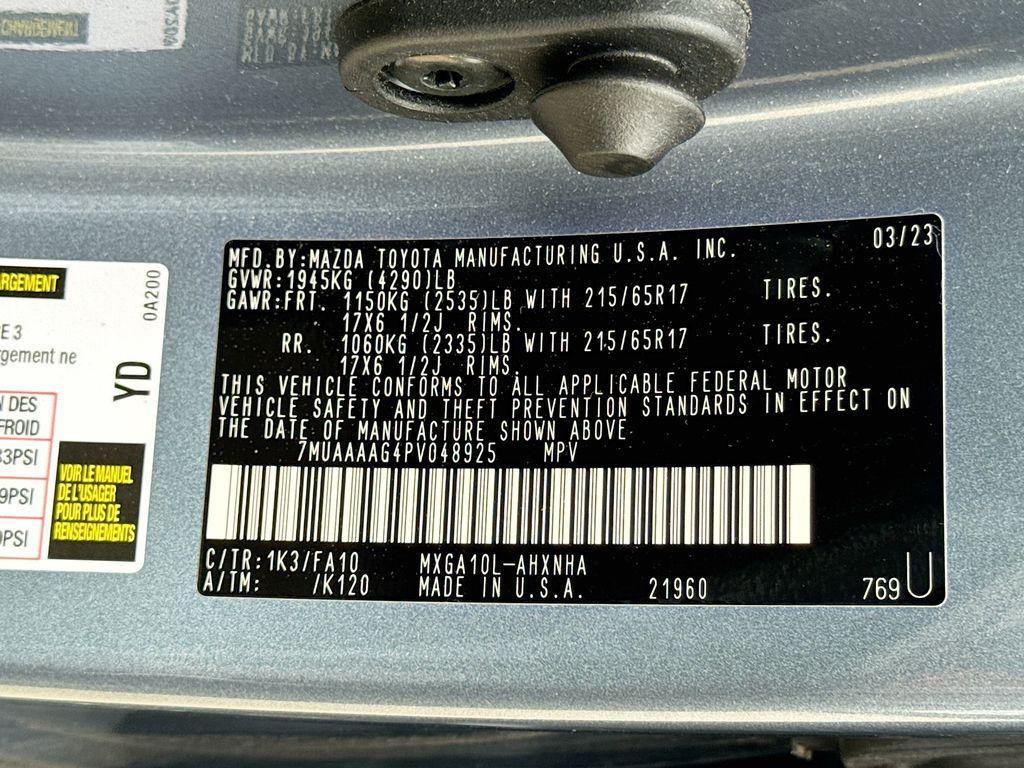 MFD.BY:MAZDA TOYOTA MANUFACTURING U.S.A. INC. 03/23
GVWR:1945KG (4290)LB
GAWR:FRT. 1150KG (2535)LB WITH 215/65R17 TIRES.
17X6 1/2J RIMS.
RR. 1060KG (2335)LB WITH 215/65R17 TIRES.
17X6 1/2J RIMS.
THIS VEHICLE CONFORMS TO ALL APPLICABLE FEDERAL MOTOR
VEHICLE SAFETY AND THEFT PREVENTION STANDARDS IN EFFECT ON
THE DATE OF MANUFACTURE SHOWN ABOVE
7MUAAAAG4PV048925 MPV
C/TR:1K3/FA10 MXGA10L-AHXNHA
A/TM: /K120 MADE IN U.S.A. 21960 769 U
0A200
YD
ne
DES
FROID
VOIR LE MANUEL
DE L'USAGER
POUR PLUS DE
RENSEIGNEMENTS